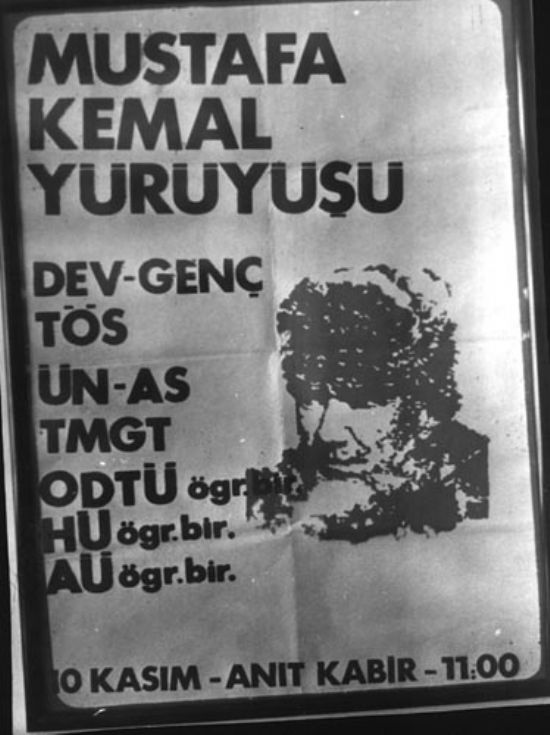 MUSTAFA
KEMAL
YÜRÜYÜŞÜ
DEV-GENÇ
TÖS
ÜN-AS
TMGT
ODTÜ ögr.bir.
HÜ ögr.bir.
AÜ ögr.bir.
10 KASIM - ANIT KABİR - 11:00